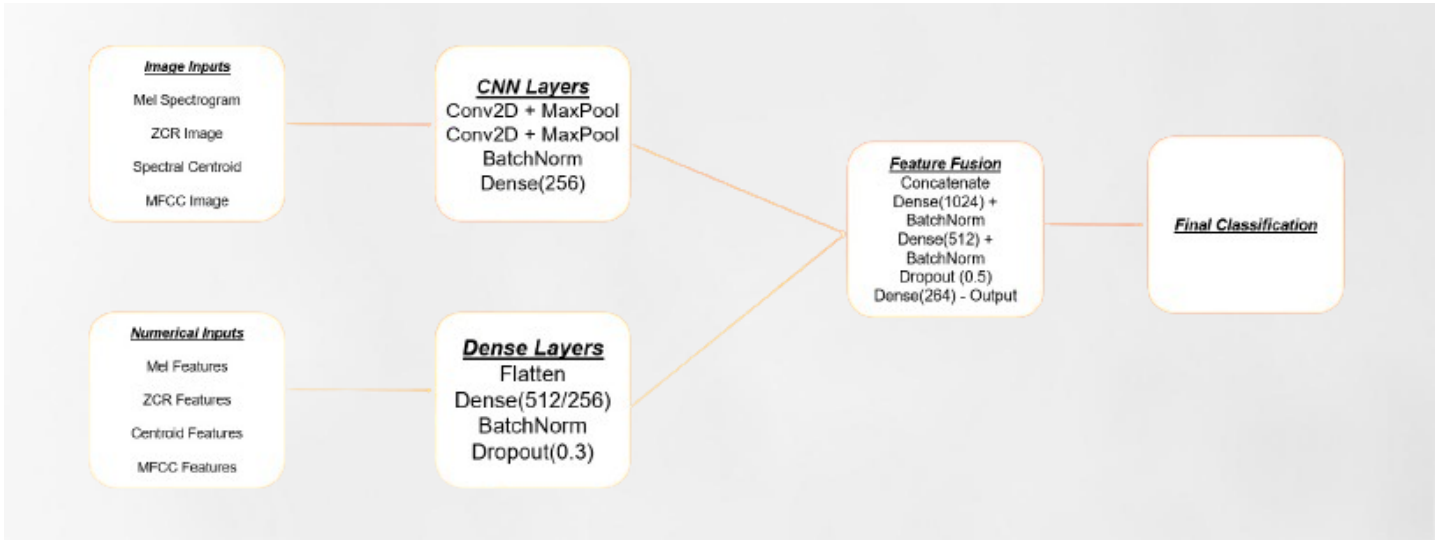 Image Inputs
Mel Spectrogram
ZCR Image
Spectral Centroid
MFCC Image
CNN Layers
Conv2D + MaxPool
Conv2D + MaxPool
BatchNorm
Dense(256)
Numerical Inputs
Mel Features
ZCR Features
Centroid Features
MFCC Features
Dense Layers
Flatten
Dense(512/256)
BatchNorm
Dropout(0.3)
Feature Fusion
Concatenate
Dense(1024) +
BatchNorm
Dense(512) +
BatchNorm
Dropout (0.5)
Dense(264) - Output
Final Classification